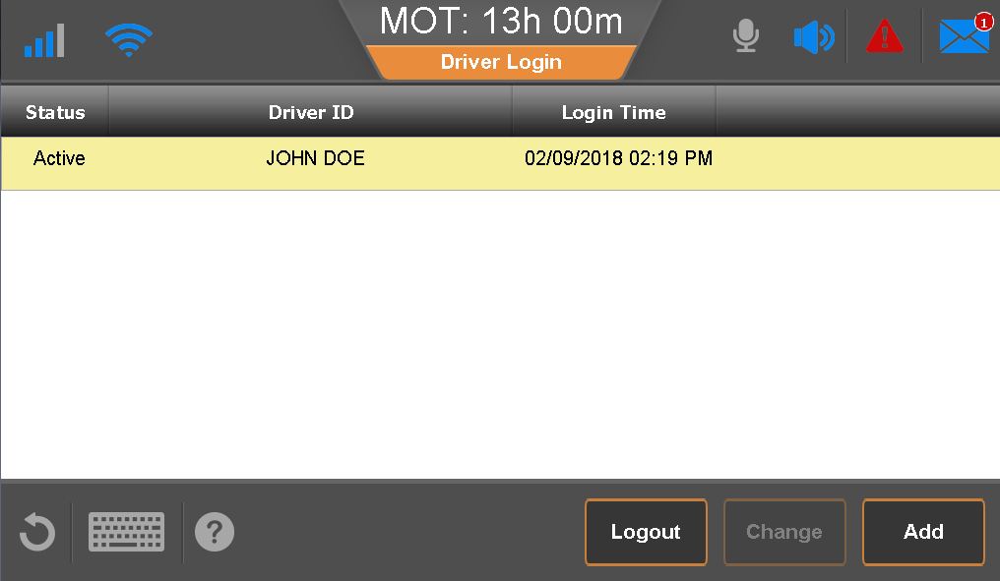 MOT: 13h 00m
1
Driver Login
Status Driver ID Login Time
Active JOHN DOE 02/09/2018 02:19 PM
? Logout Change Add